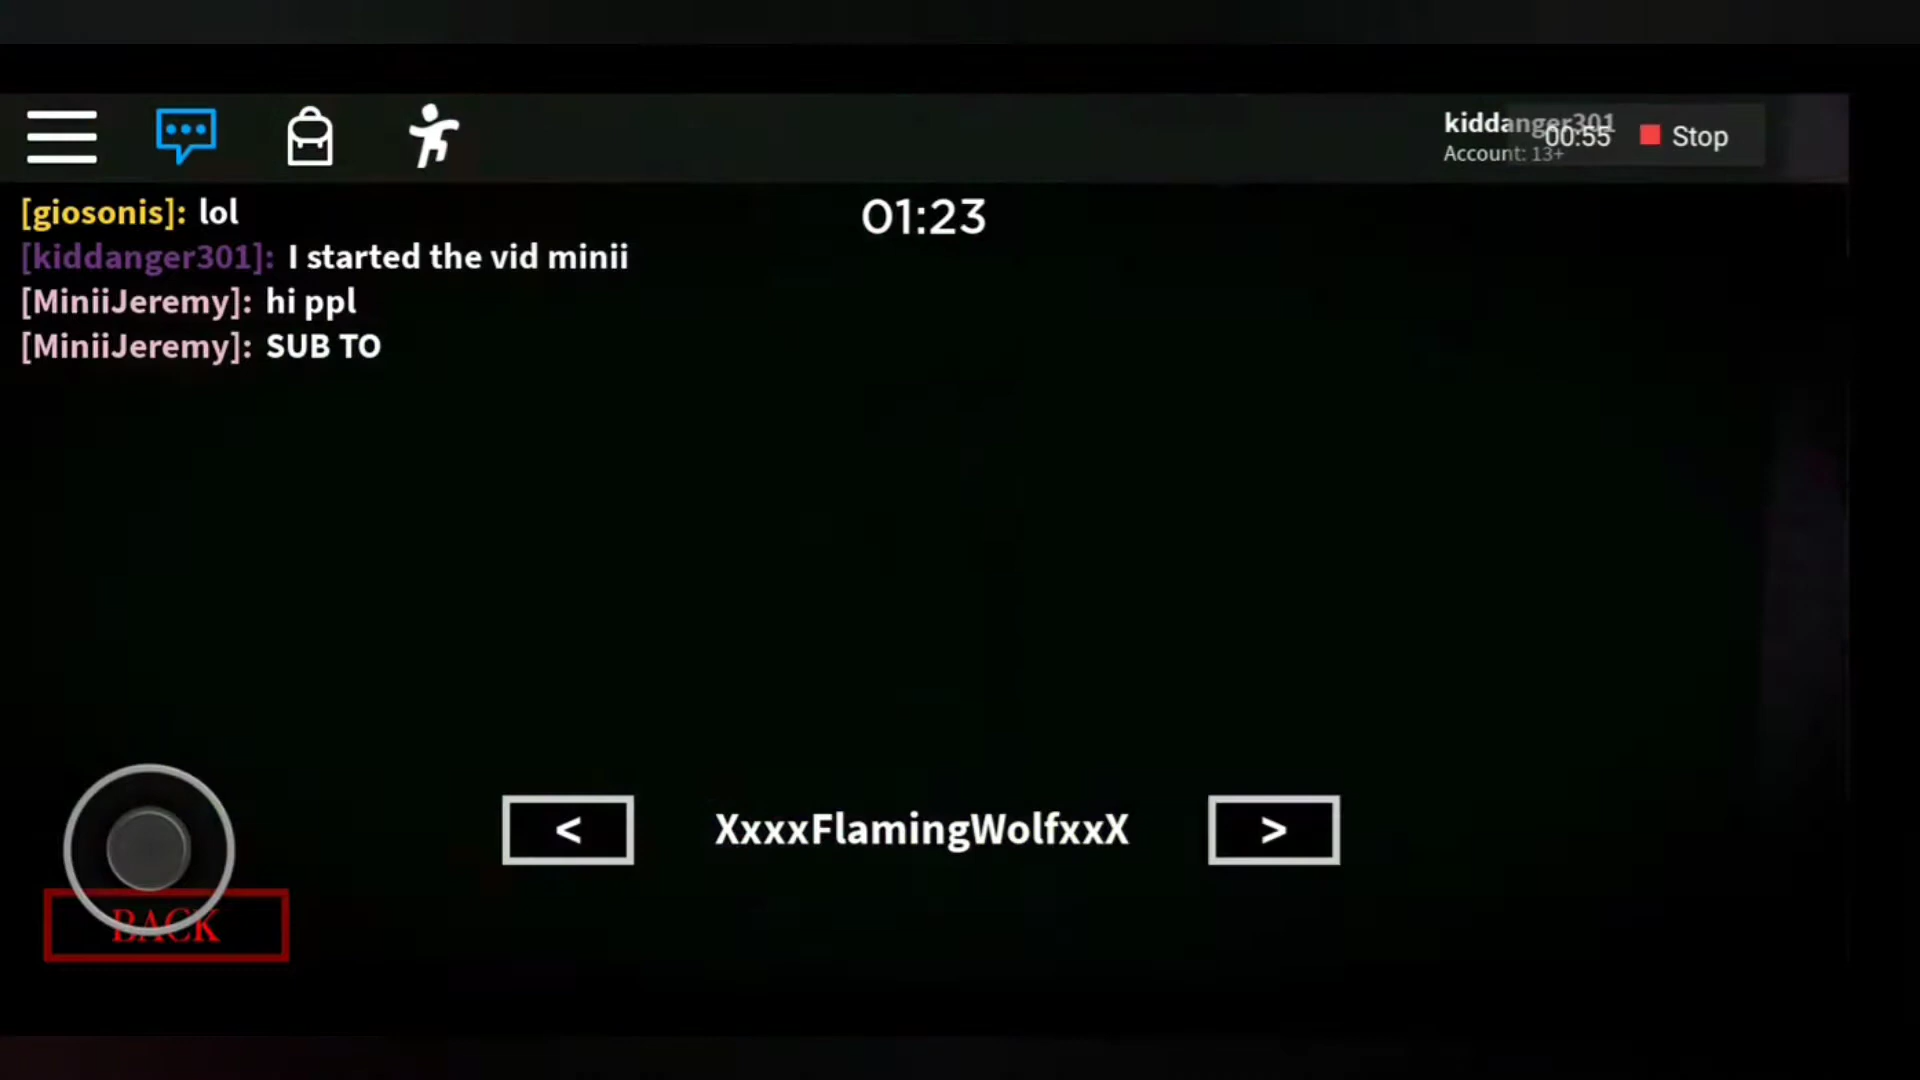 kiddanger301
Account: 13+
00:55
Stop
[giosonis]: lol
01:23
[kiddanger301]: I started the vid minii
[MiniiJeremy]: hi ppl
[MiniiJeremy]: SUB TO
< XxxxFlamingWolfxxX >
BACK